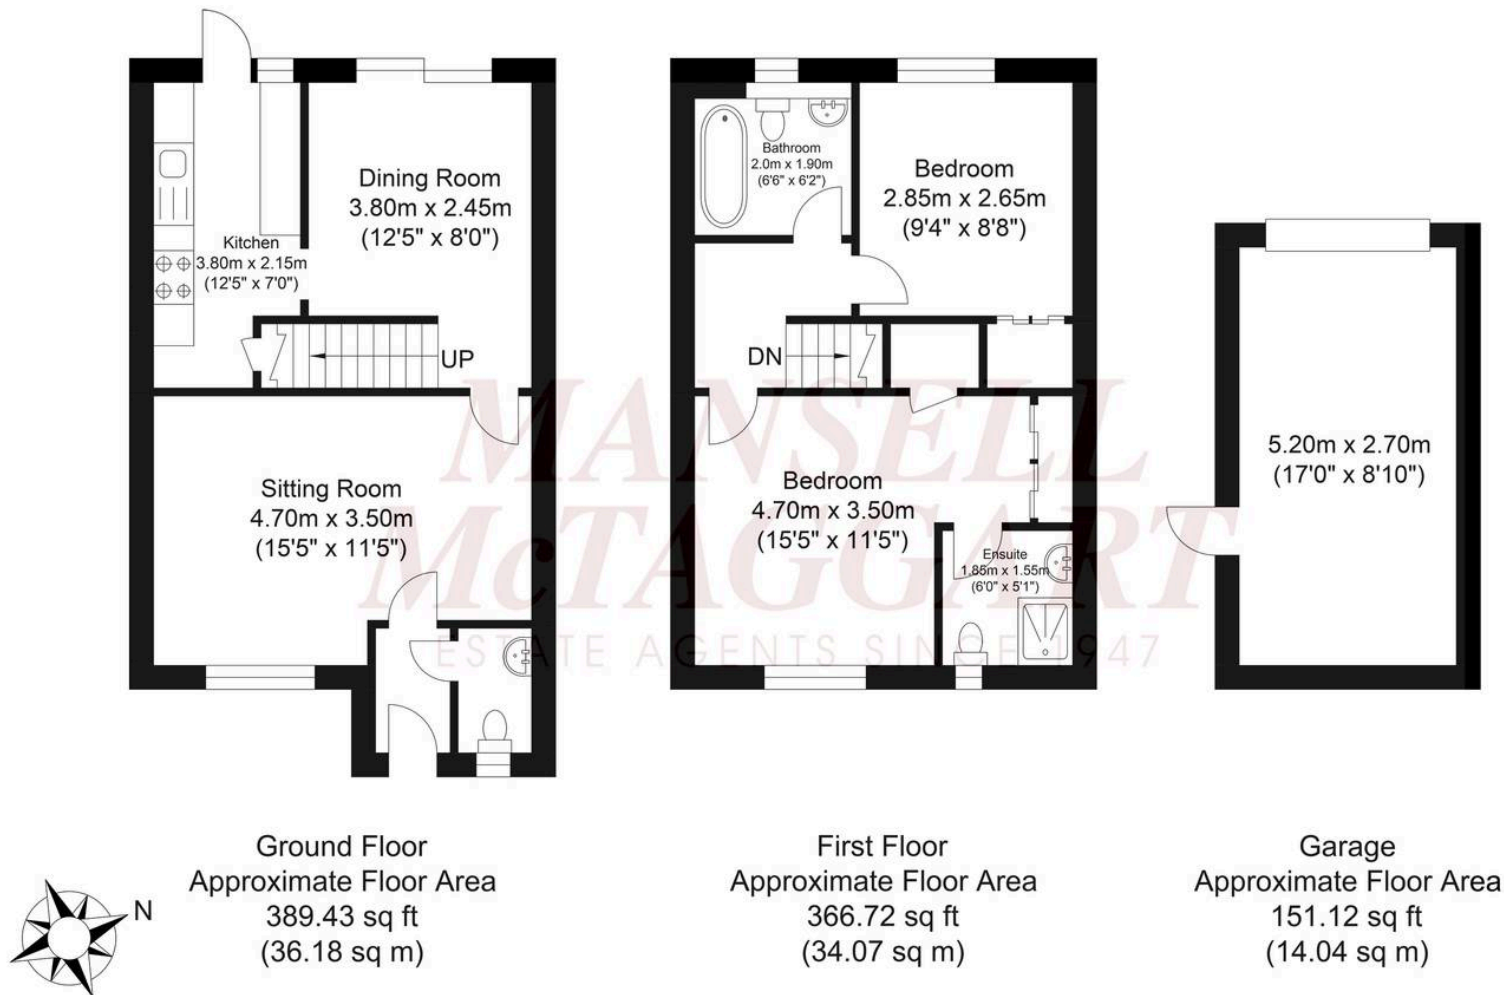 Dining Room
3.80m x 2.45m
(12'5" x 8'0")
Kitchen
3.80m x 2.15m
(12'5" x 7'0")
UP
Sitting Room
4.70m x 3.50m
(15'5" x 11'5")
Bathroom
2.0m x 1.90m
(6'6" x 6'2")
Bedroom
2.85m x 2.65m
(9'4" x 8'8")
DN
Bedroom
4.70m x 3.50m
(15'5" x 11'5")
Ensuite
1.85m x 1.55m
(6'0" x 5'1")
5.20m x 2.70m
(17'0" x 8'10")
MANSELL
McTAGGART
ESTATE AGENTS SINCE 1947
N
Ground Floor
Approximate Floor Area
389.43 sq ft
(36.18 sq m)
First Floor
Approximate Floor Area
366.72 sq ft
(34.07 sq m)
Garage
Approximate Floor Area
151.12 sq ft
(14.04 sq m)